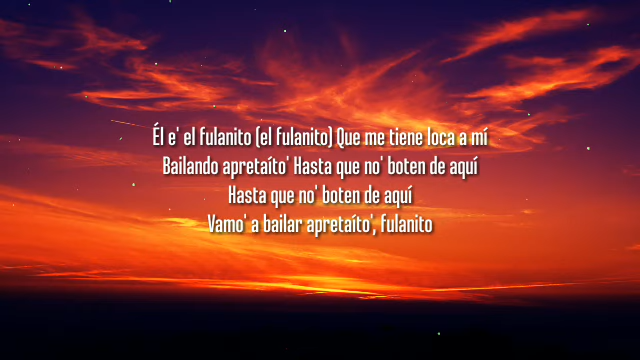 Él e' el fulanito (el fulanito) Que me tiene loca a mí
Bailando apretaíto' Hasta que no' boten de aquí
Hasta que no' boten de aquí
Vamo' a bailar apretaíto', fulanito